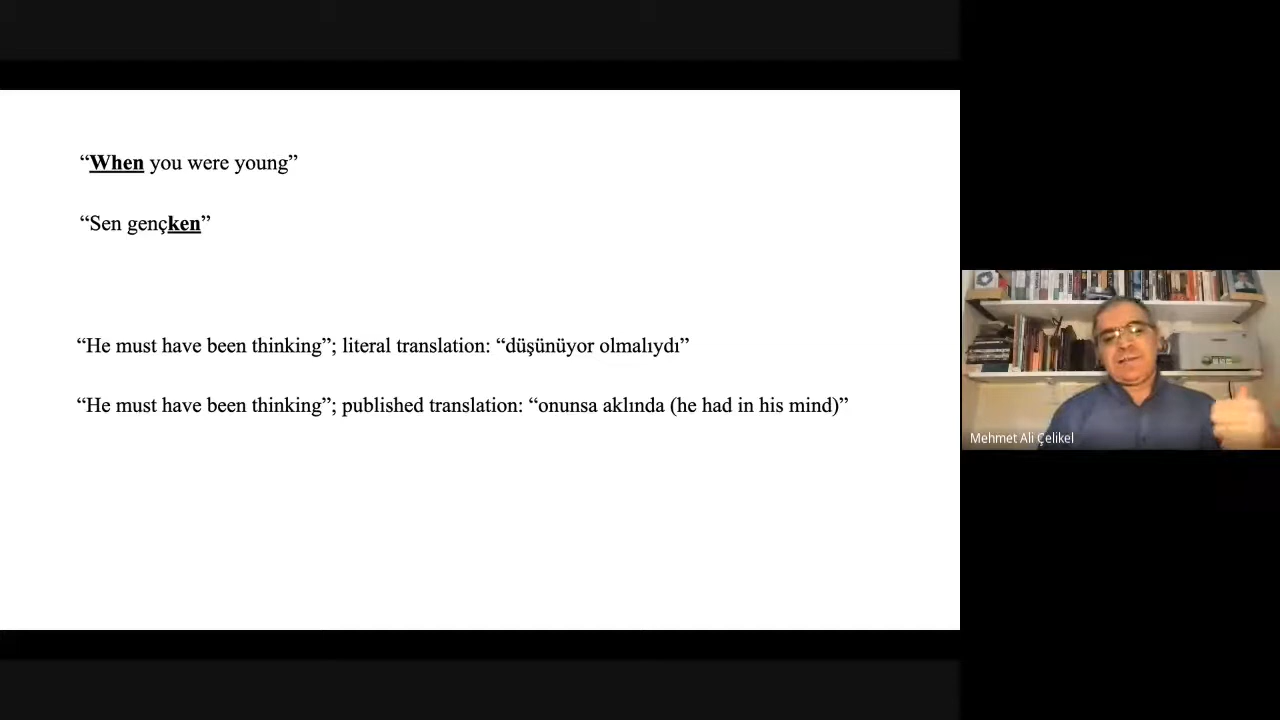 “When you were young”
“Sen gençken”
“He must have been thinking”; literal translation: “düşünüyor olmalıydı”
“He must have been thinking”; published translation: “onunsa aklında (he had in his mind)”
Mehmet Ali Çelikel